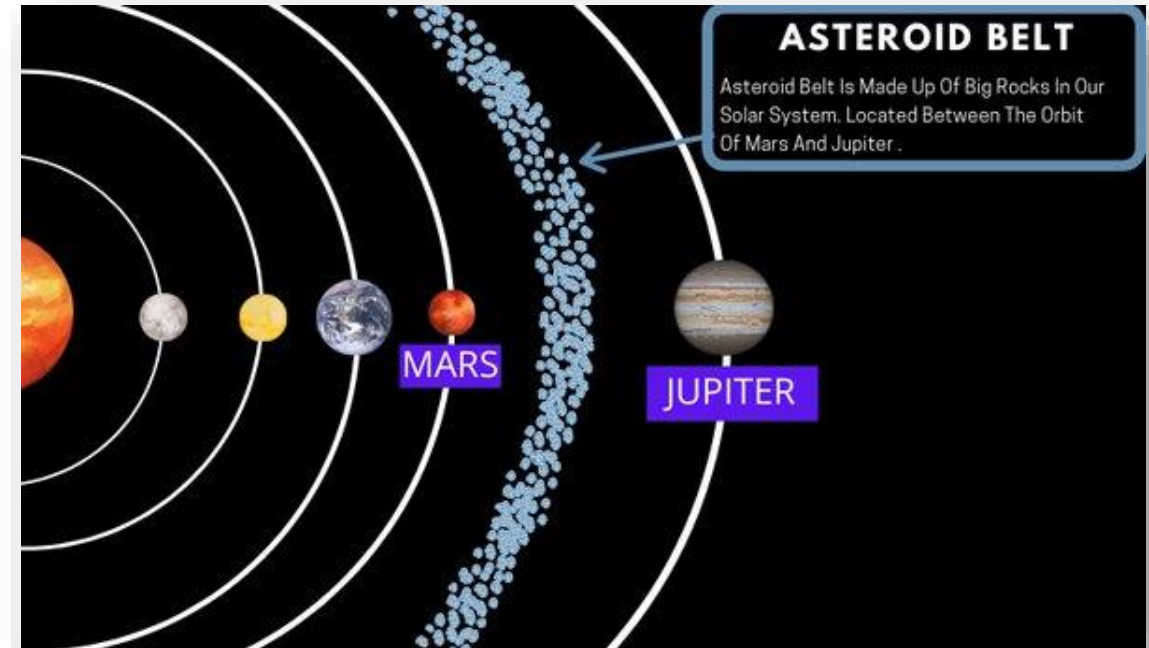 ASTEROID BELT
Asteroid Belt Is Made Up Of Big Rocks In Our
Solar System. Located Between The Orbit
Of Mars And Jupiter .
MARS
JUPITER